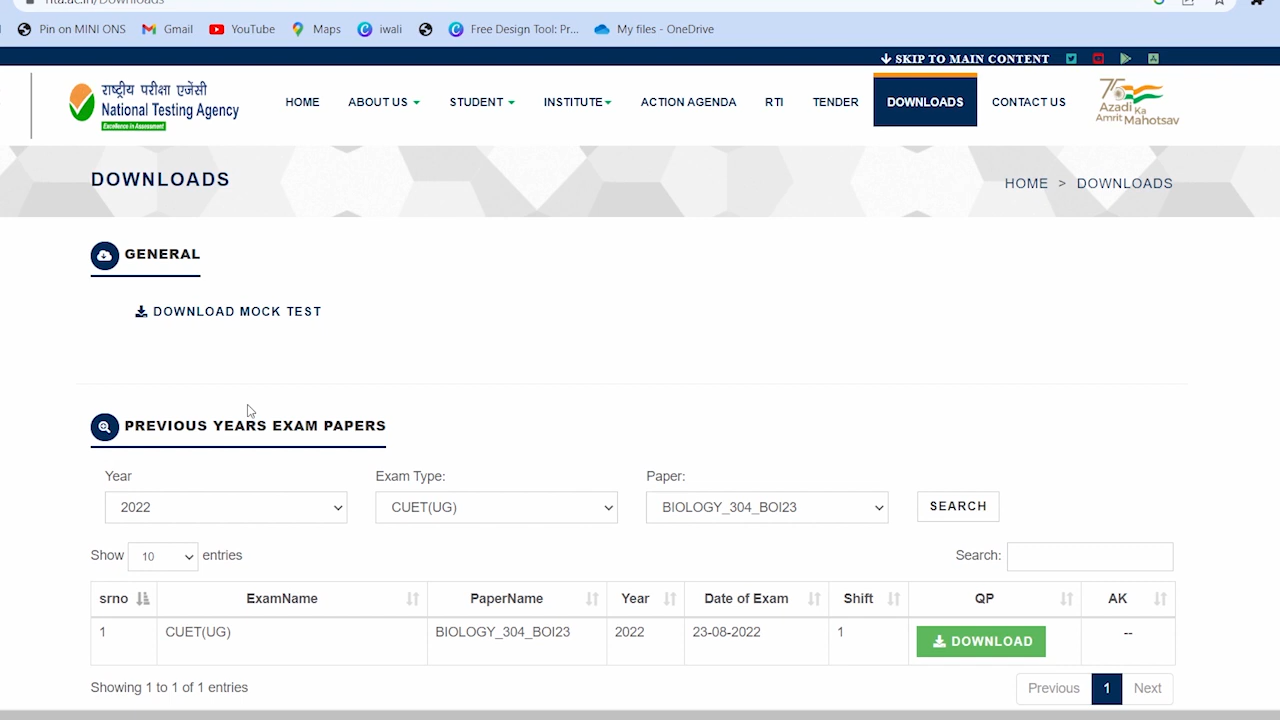 Pin on MINI ONS Gmail YouTube Maps iwali Free Design Tool: Pr... My files - OneDrive
SKIP TO MAIN CONTENT
राष्ट्रीय परीक्षा एजेंसी
National Testing Agency
Excellence in Assessment
HOME ABOUT US STUDENT INSTITUTE ACTION AGENDA RTI TENDER DOWNLOADS CONTACT US
75
Azadi Ka
Amrit Mahotsav
DOWNLOADS
HOME > DOWNLOADS
GENERAL
DOWNLOAD MOCK TEST
PREVIOUS YEARS EXAM PAPERS
Year Exam Type: Paper:
2022 CUET(UG) BIOLOGY_304_BOI23 SEARCH
Show 10 entries Search:
srno ExamName PaperName Year Date of Exam Shift QP AK
1 CUET(UG) BIOLOGY_304_BOI23 2022 23-08-2022 1 DOWNLOAD --
Showing 1 to 1 of 1 entries
Previous 1 Next